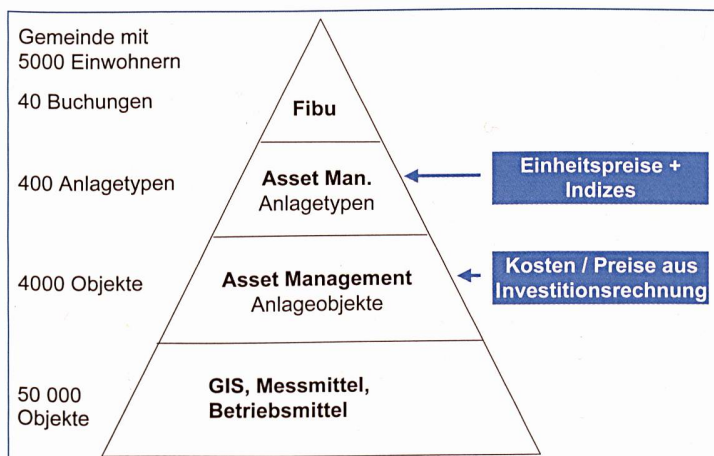 Gemeinde mit
5000 Einwohnern
40 Buchungen
Fibu
400 Anlagetypen
Asset Man.
Anlagetypen
Einheitspreise +
Indizes
4000 Objekte
Asset Management
Anlageobjekte
Kosten / Preise aus
Investitionsrechnung
50 000
Objekte
GIS, Messmittel,
Betriebsmittel